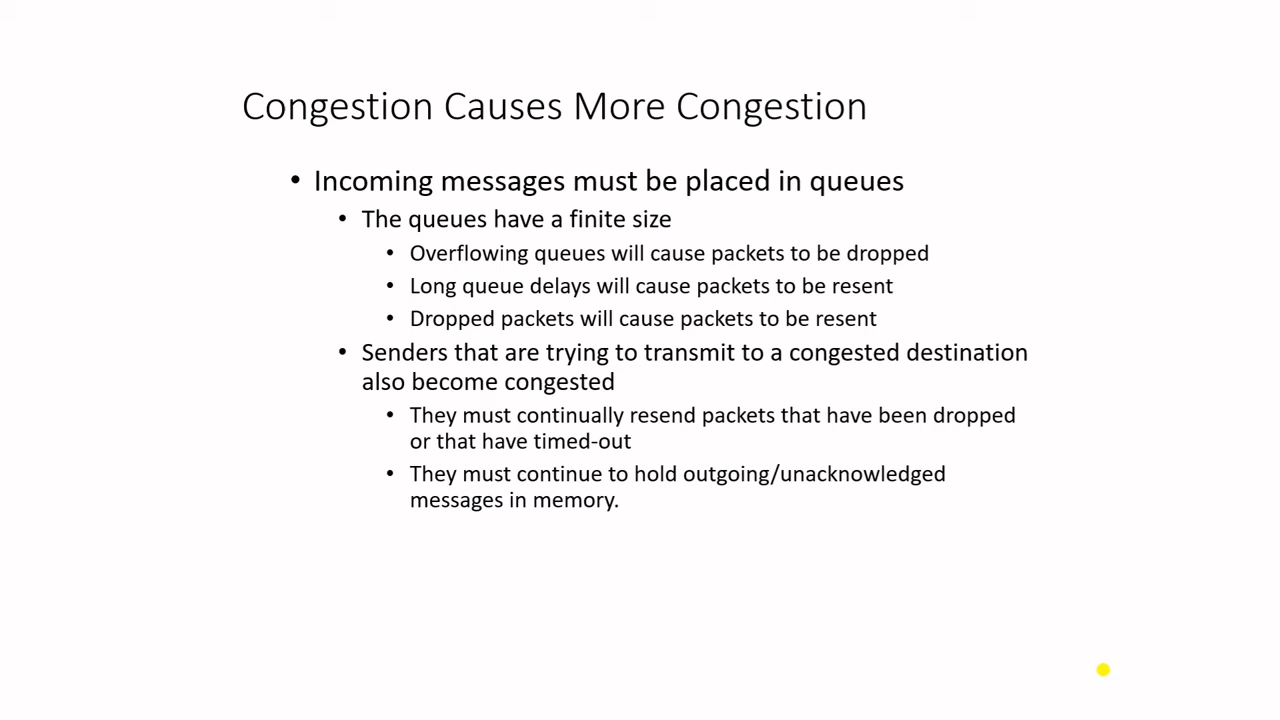 Congestion Causes More Congestion
• Incoming messages must be placed in queues
• The queues have a finite size
• Overflowing queues will cause packets to be dropped
• Long queue delays will cause packets to be resent
• Dropped packets will cause packets to be resent
• Senders that are trying to transmit to a congested destination
also become congested
• They must continually resend packets that have been dropped
or that have timed-out
• They must continue to hold outgoing/unacknowledged
messages in memory.